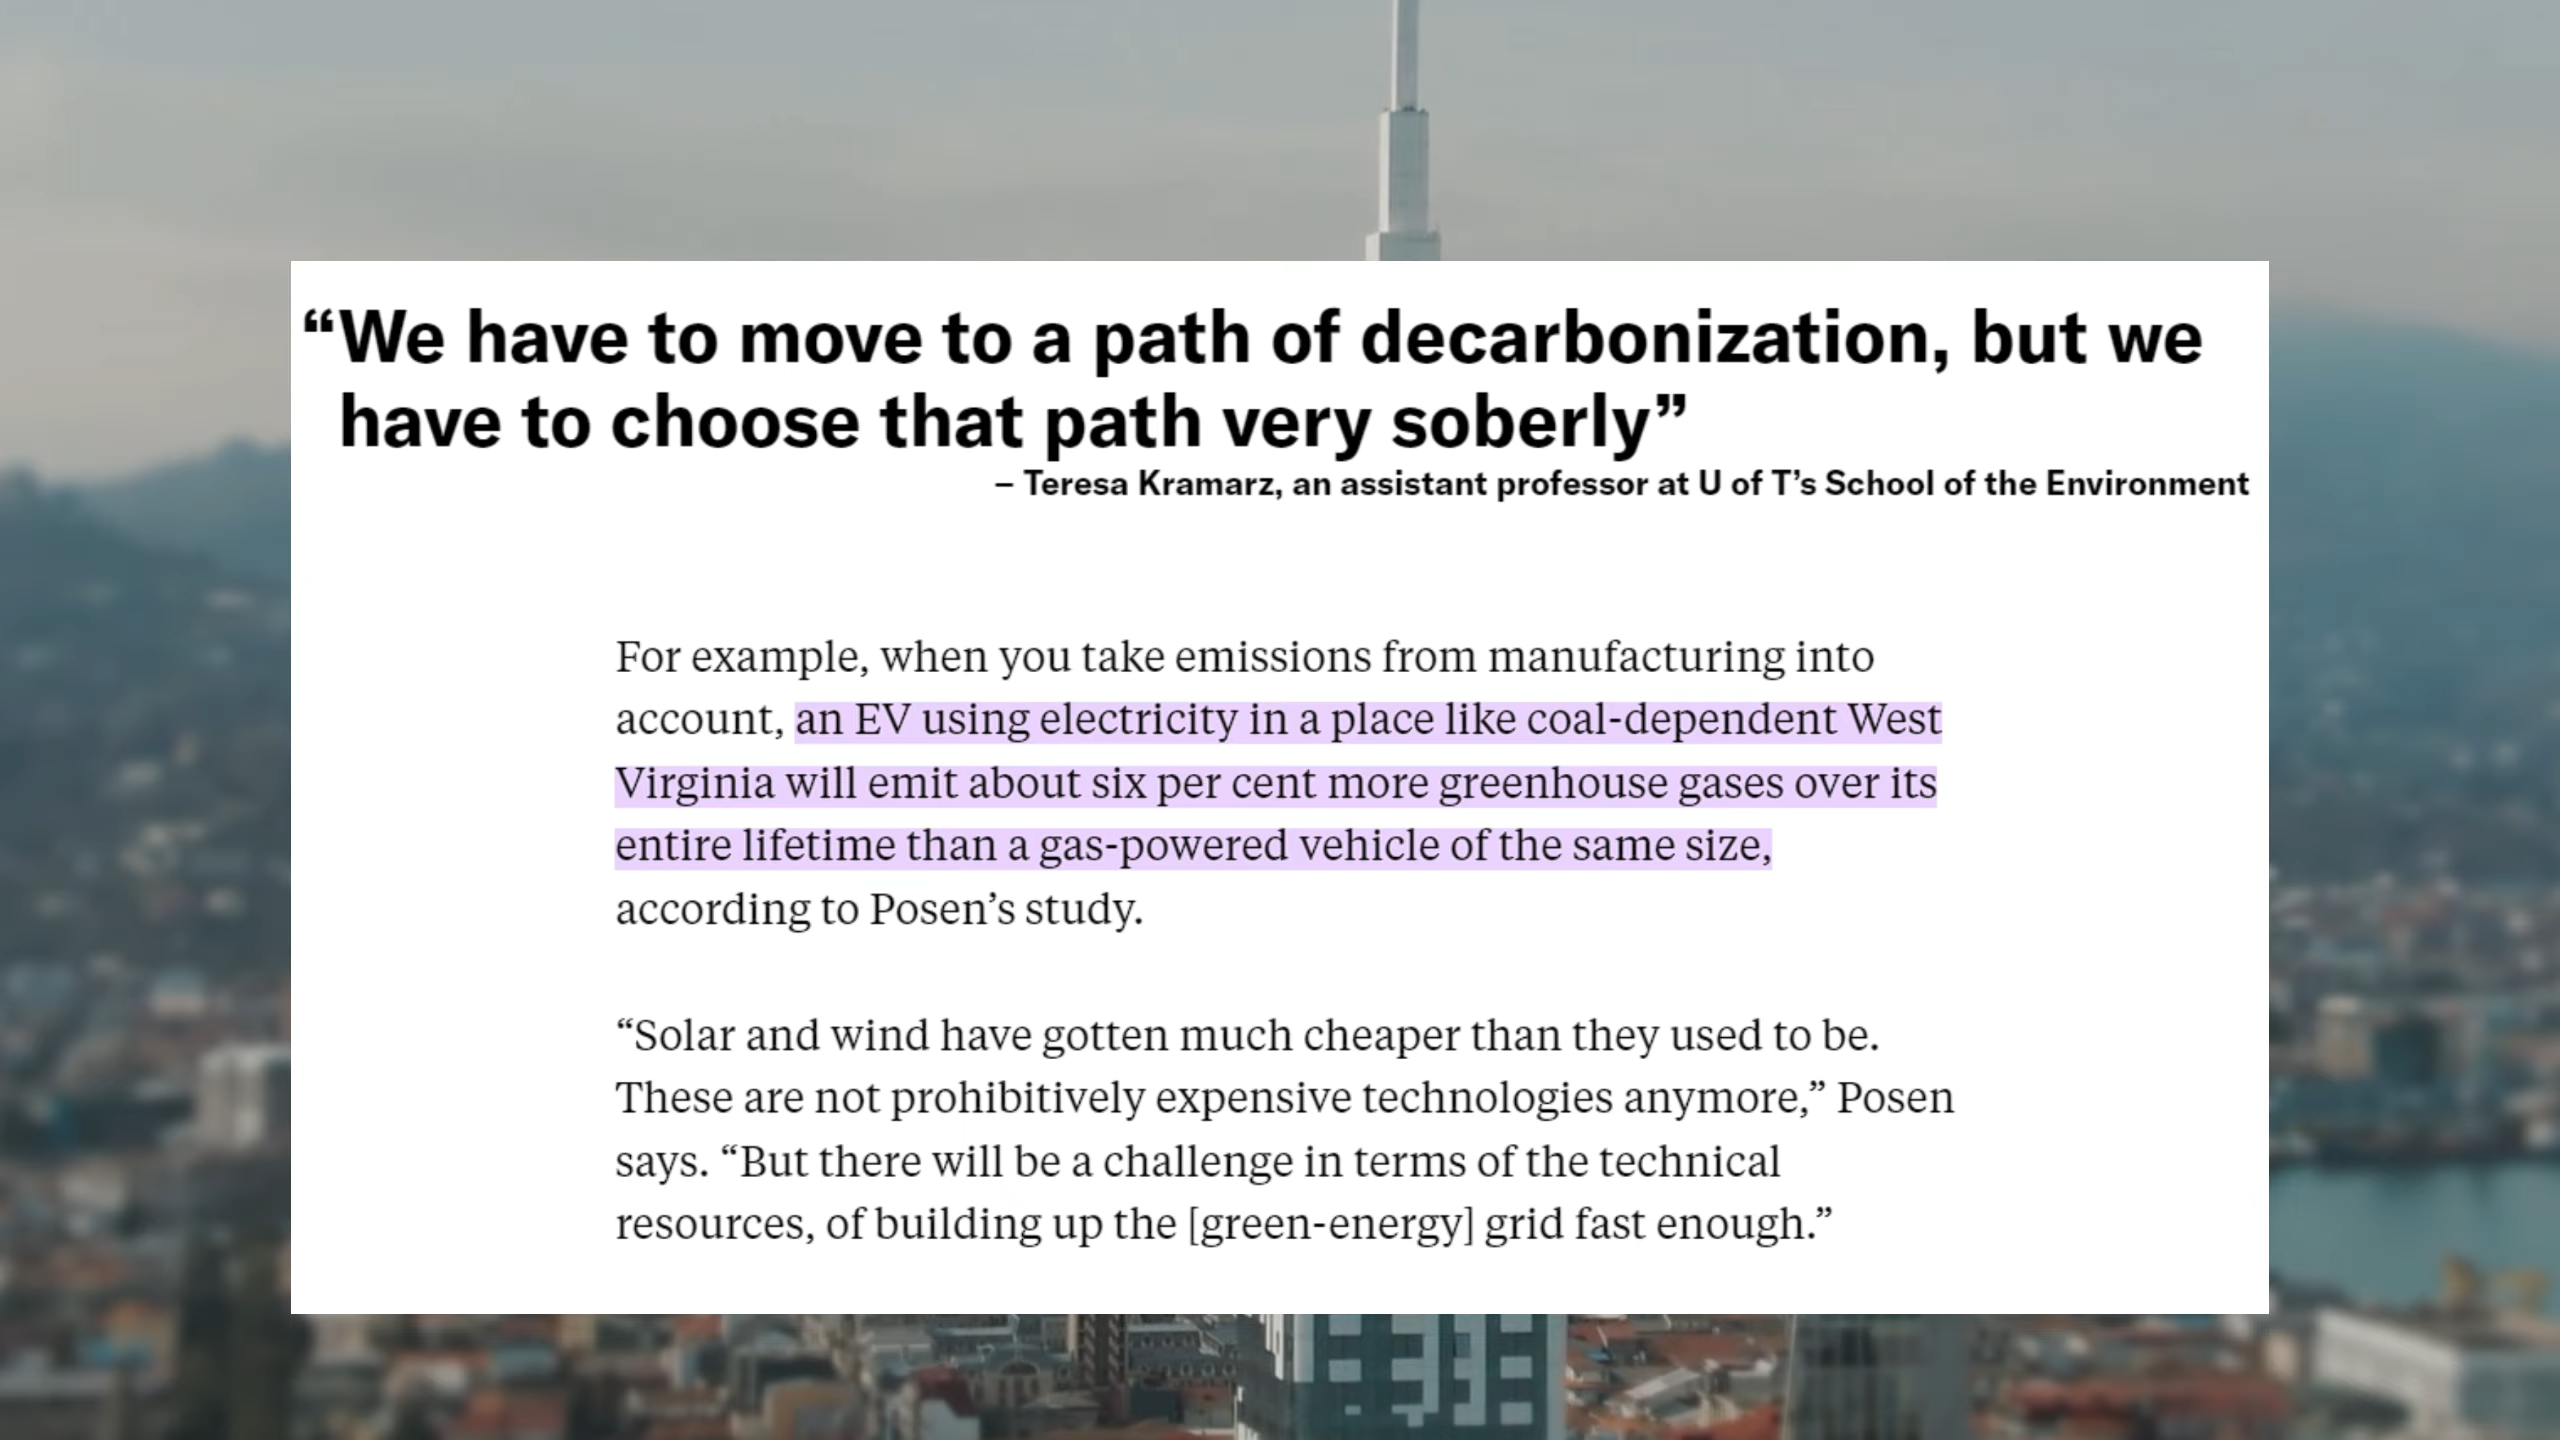 “We have to move to a path of decarbonization, but we
have to choose that path very soberly”
– Teresa Kramarz, an assistant professor at U of T’s School of the Environment
For example, when you take emissions from manufacturing into
account, an EV using electricity in a place like coal-dependent West
Virginia will emit about six per cent more greenhouse gases over its
entire lifetime than a gas-powered vehicle of the same size,
according to Posen’s study.
“Solar and wind have gotten much cheaper than they used to be.
These are not prohibitively expensive technologies anymore,” Posen
says. “But there will be a challenge in terms of the technical
resources, of building up the [green-energy] grid fast enough.”